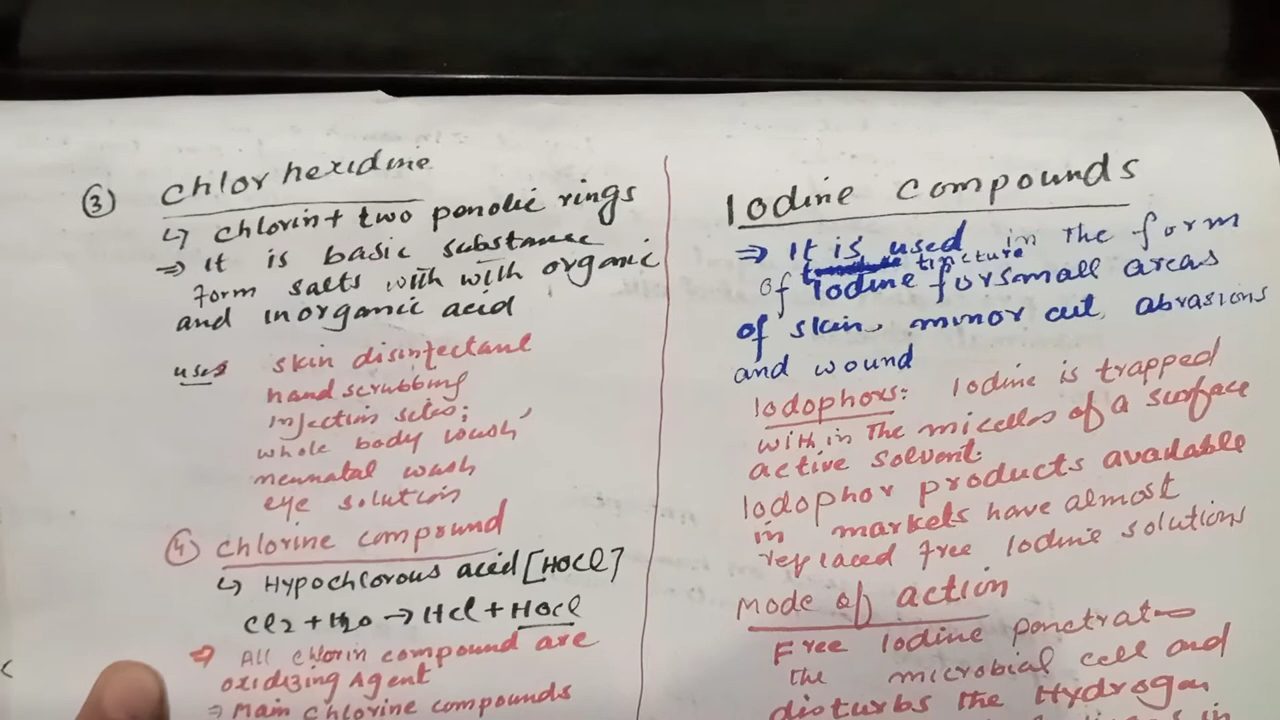 ③ Chlorhexidine
↳ Chlorin + two ponolic rings
⇒ It is basic substance
form salts with with organic
and inorganic acid
uses skin disinfectant
hand scrubbing
Injection sites;
whole body wash
neunatal wash
eye solution
④ chlorine compound
↳ Hypochlorous acid [HOCl]
Cl2 + H2O → HCl + HOCl
⇒ All chlorin compound are
oxidizing Agent
⇒ Main chlorine compounds
Iodine compounds
⇒ It is used in the form
of Iodine tincture for small areas
of skin, minor cut, abrasions
and wound
Iodophors: Iodine is trapped
with in the micelles of a surface
active solvent.
Iodophor products available
in markets have almost
replaced free Iodine solutions
Mode of action
Free Iodine penetrate
the microbial cell and
disturbs the Hydrogen